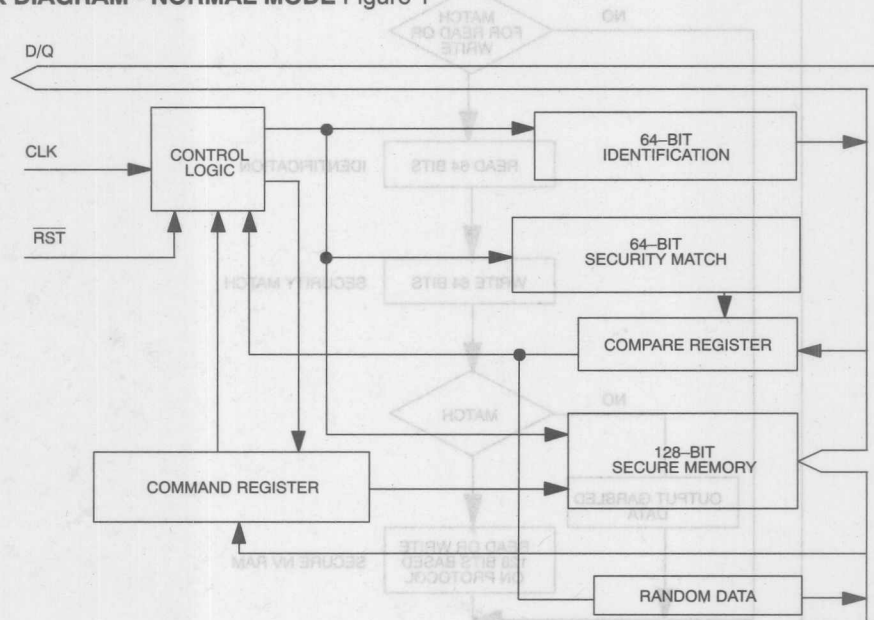 DIAGRAM - NORMAL MODE Figure 1
D/Q
CLK
RST
CONTROL
LOGIC
64–BIT
IDENTIFICATION
64–BIT
SECURITY MATCH
COMPARE REGISTER
128–BIT
SECURE MEMORY
COMMAND REGISTER
RANDOM DATA
MATCH
FOR READ OR
WRITE
NO
READ 64 BITS
IDENTIFICATION
WRITE 64 BITS
SECURITY MATCH
MATCH
NO
OUTPUT GARBLED
DATA
READ OR WRITE
128 BITS BASED
ON PROTOCOL
SECURE NV RAM